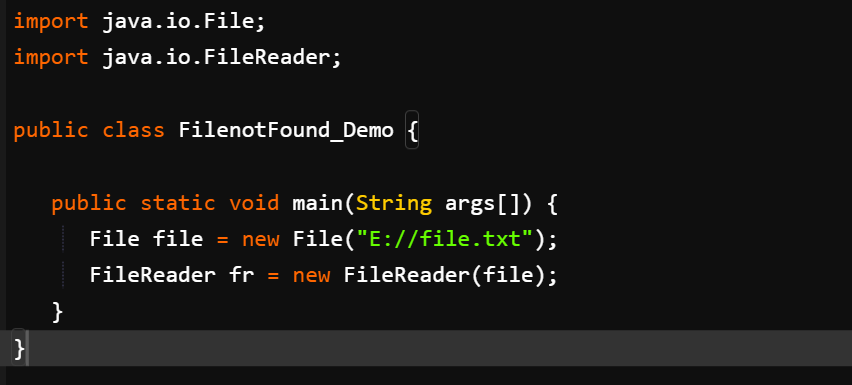 import java.io.File;
import java.io.FileReader;
public class FilenotFound_Demo {
public static void main(String args[]) {
File file = new File("E://file.txt");
FileReader fr = new FileReader(file);
}
}